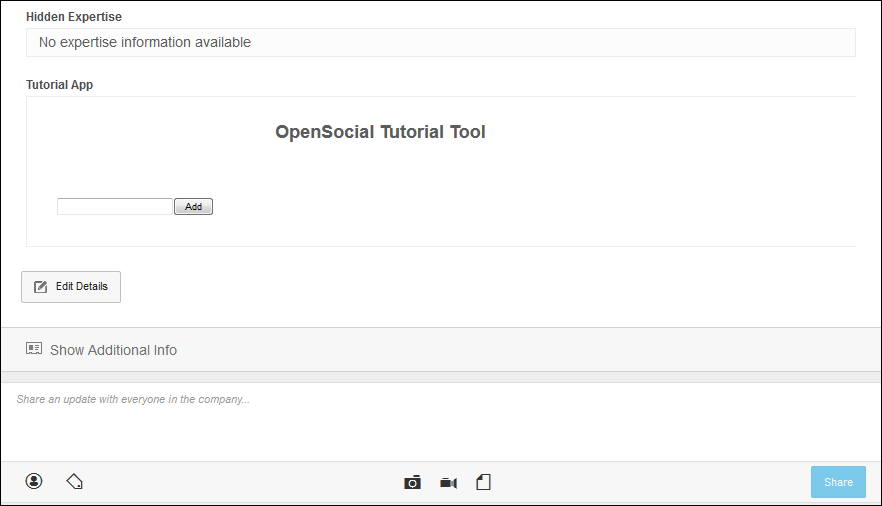 Hidden Expertise
No expertise information available
Tutorial App
OpenSocial Tutorial Tool
Add
Edit Details
Show Additional Info
Share an update with everyone in the company...
Share